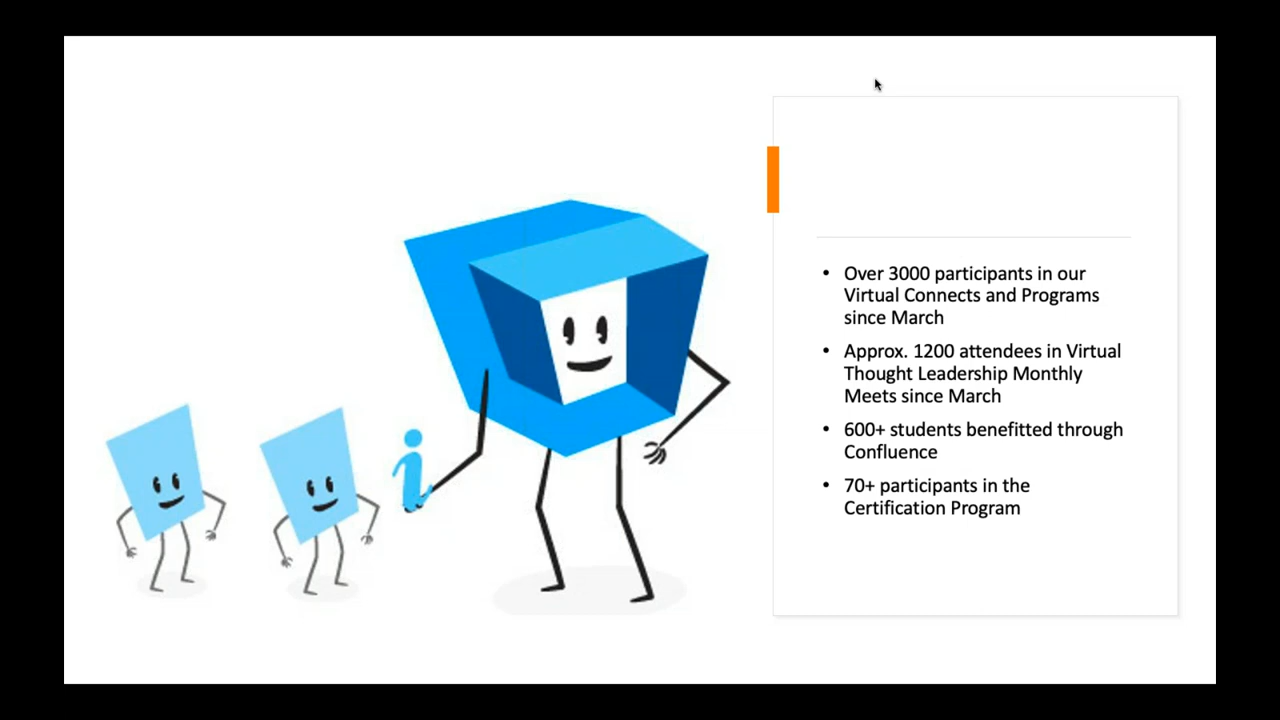 • Over 3000 participants in our
Virtual Connects and Programs
since March
• Approx. 1200 attendees in Virtual
Thought Leadership Monthly
Meets since March
• 600+ students benefitted through
Confluence
• 70+ participants in the
Certification Program